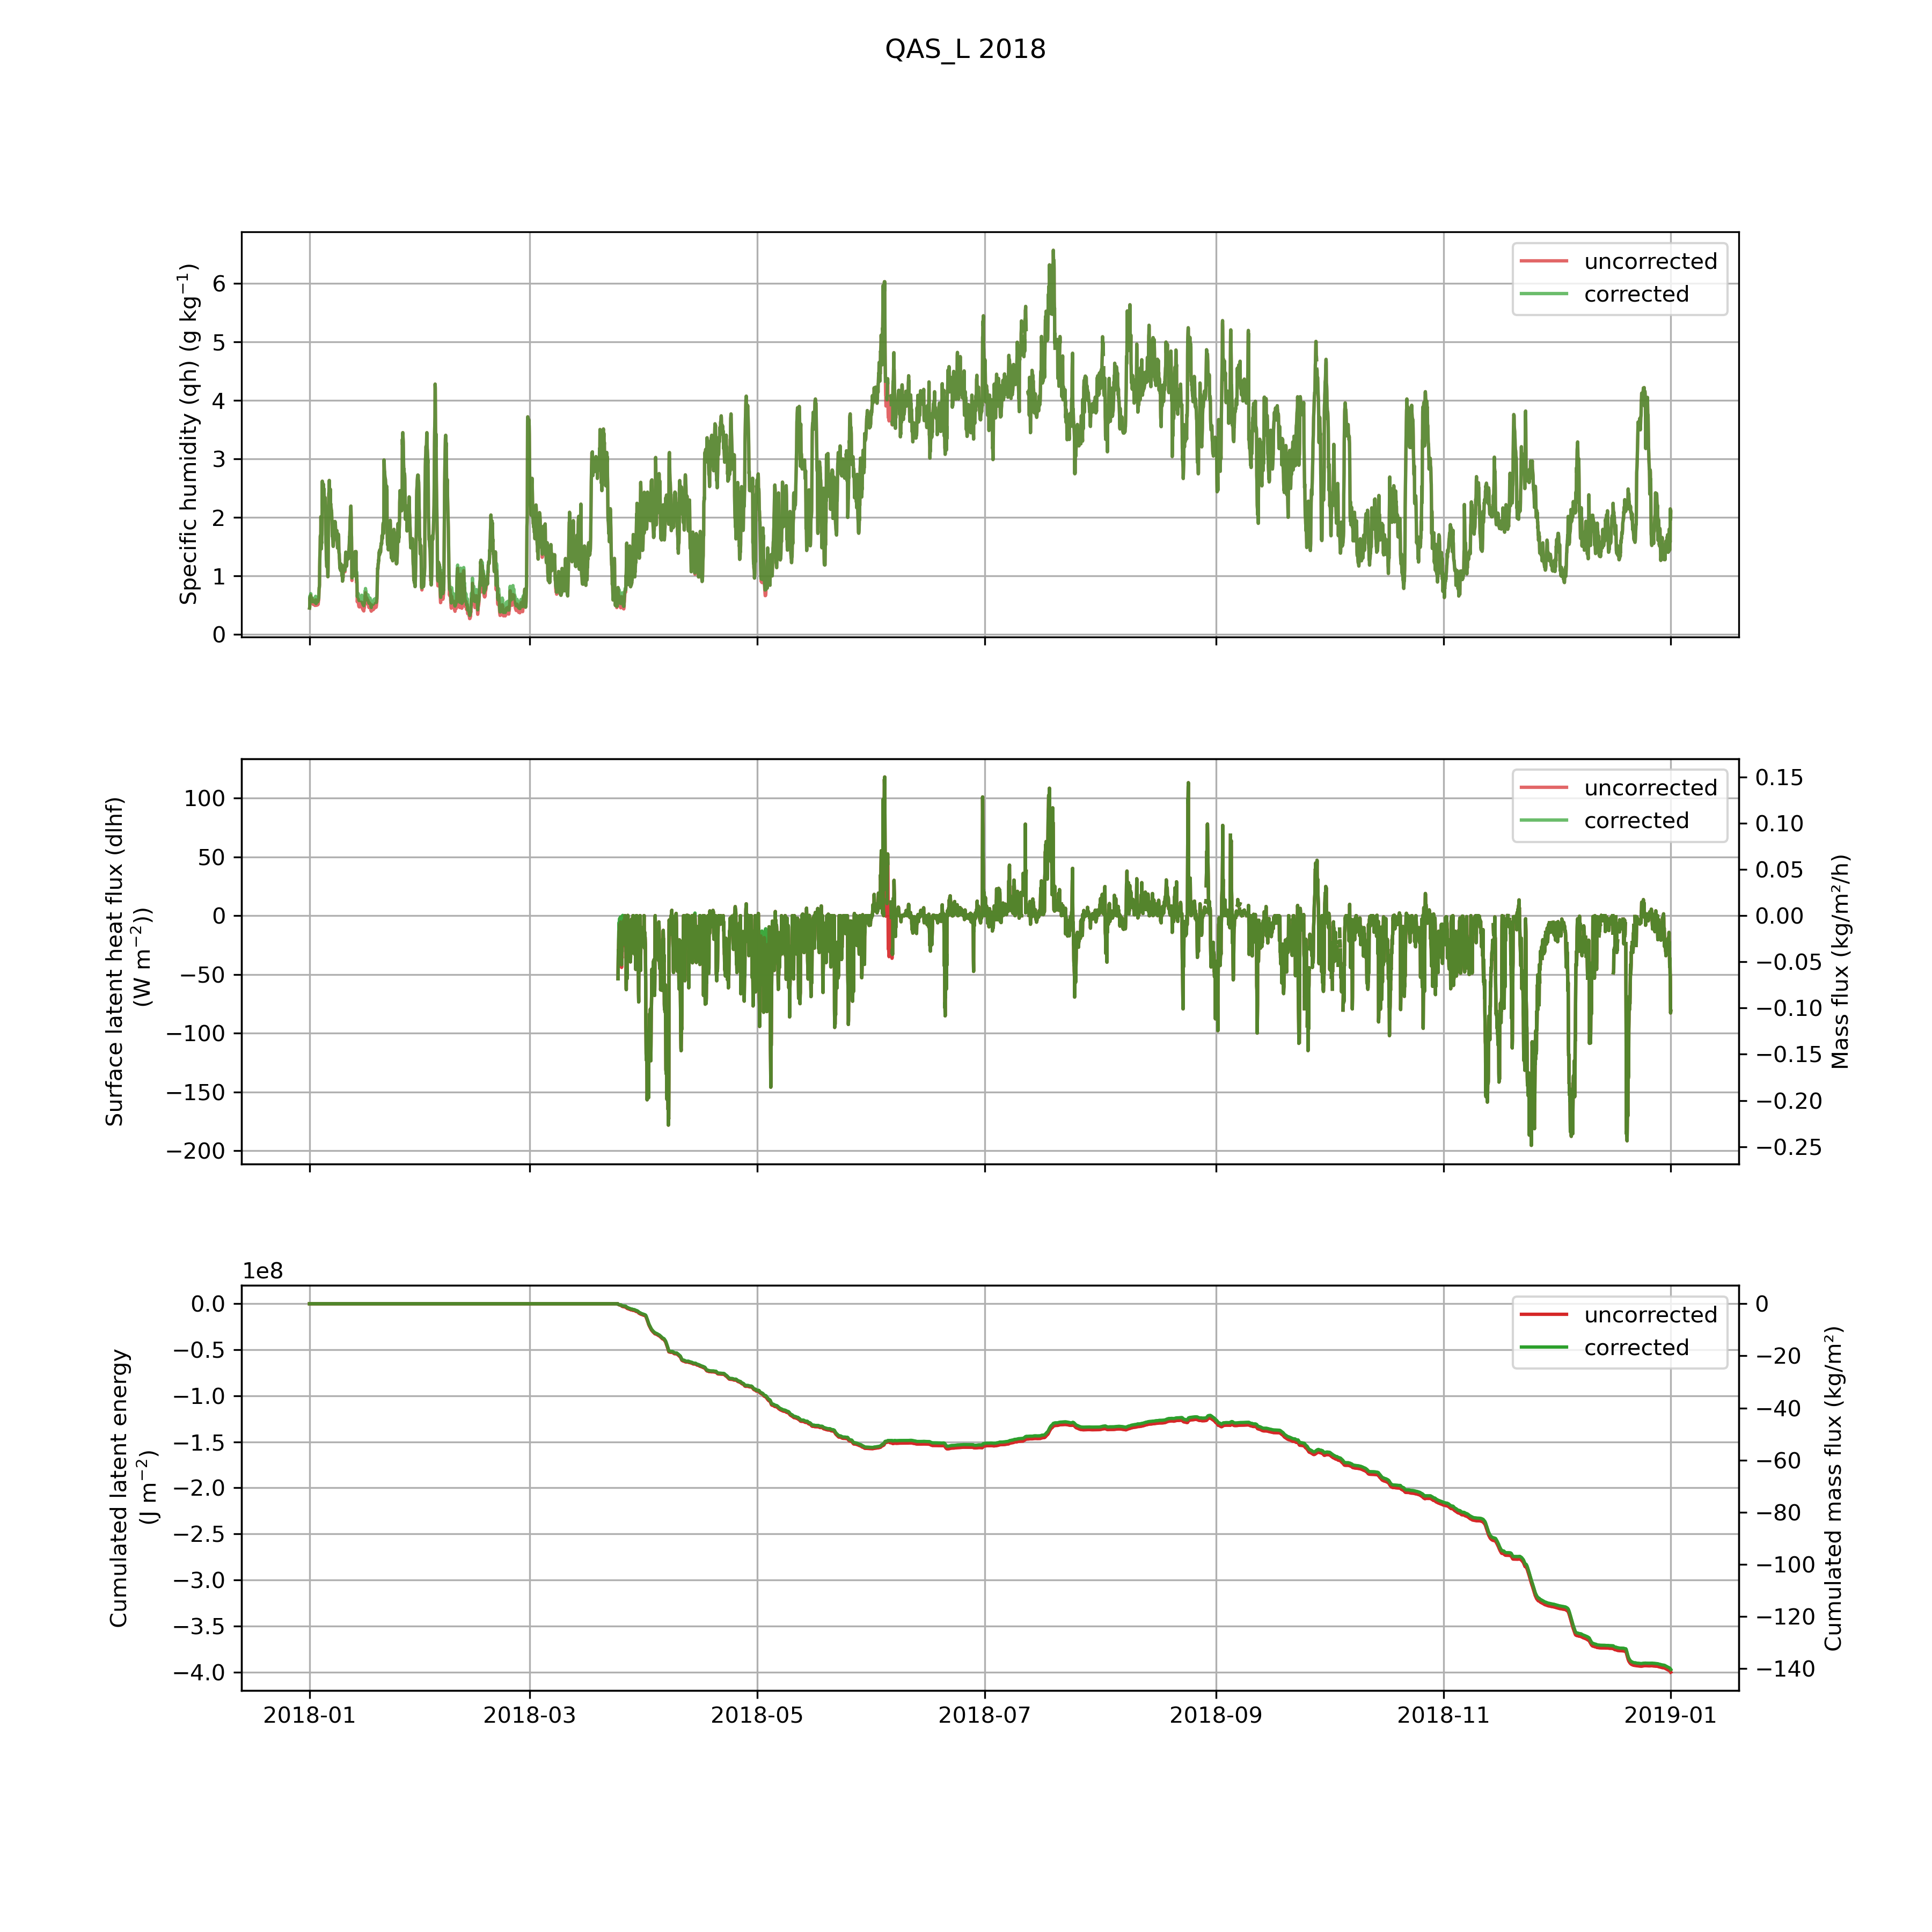 QAS_L 2018
Specific humidity (qh) (g kg⁻¹)
6
5
4
3
2
1
0
uncorrected
corrected
Surface latent heat flux (dlhf)
(W m⁻²))
100
50
0
−50
−100
−150
−200
uncorrected
corrected
0.15
0.10
0.05
0.00
−0.05
−0.10
−0.15
−0.20
−0.25
Mass flux (kg/m²/h)
1e8
Cumulated latent energy
(J m⁻²)
0.0
−0.5
−1.0
−1.5
−2.0
−2.5
−3.0
−3.5
−4.0
uncorrected
corrected
0
−20
−40
−60
−80
−100
−120
−140
Cumulated mass flux (kg/m²)
2018-01 2018-03 2018-05 2018-07 2018-09 2018-11 2019-01